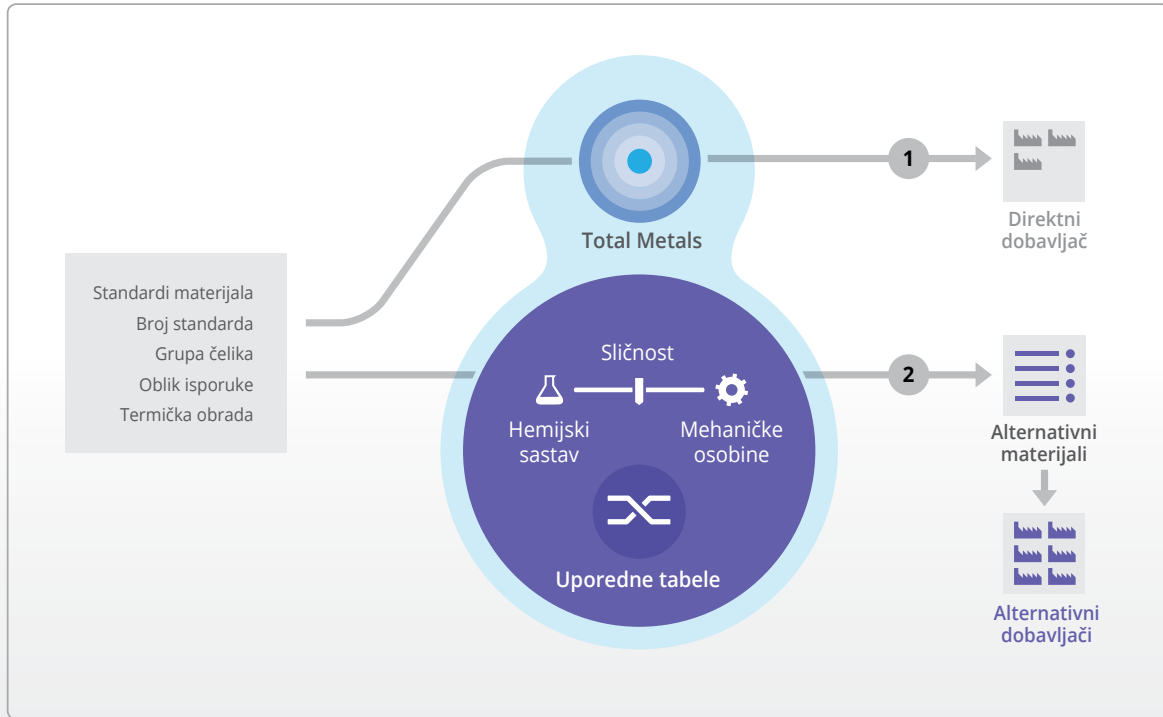 Total Metals
1
Direktni
dobavljač
Standardi materijala
Broj standarda
Grupa čelika
Oblik isporuke
Termička obrada
Sličnost
Hemijski
sastav
Mehaničke
osobine
Uporedne tabele
2
Alternativni
materijali
Alternativni
dobavljači